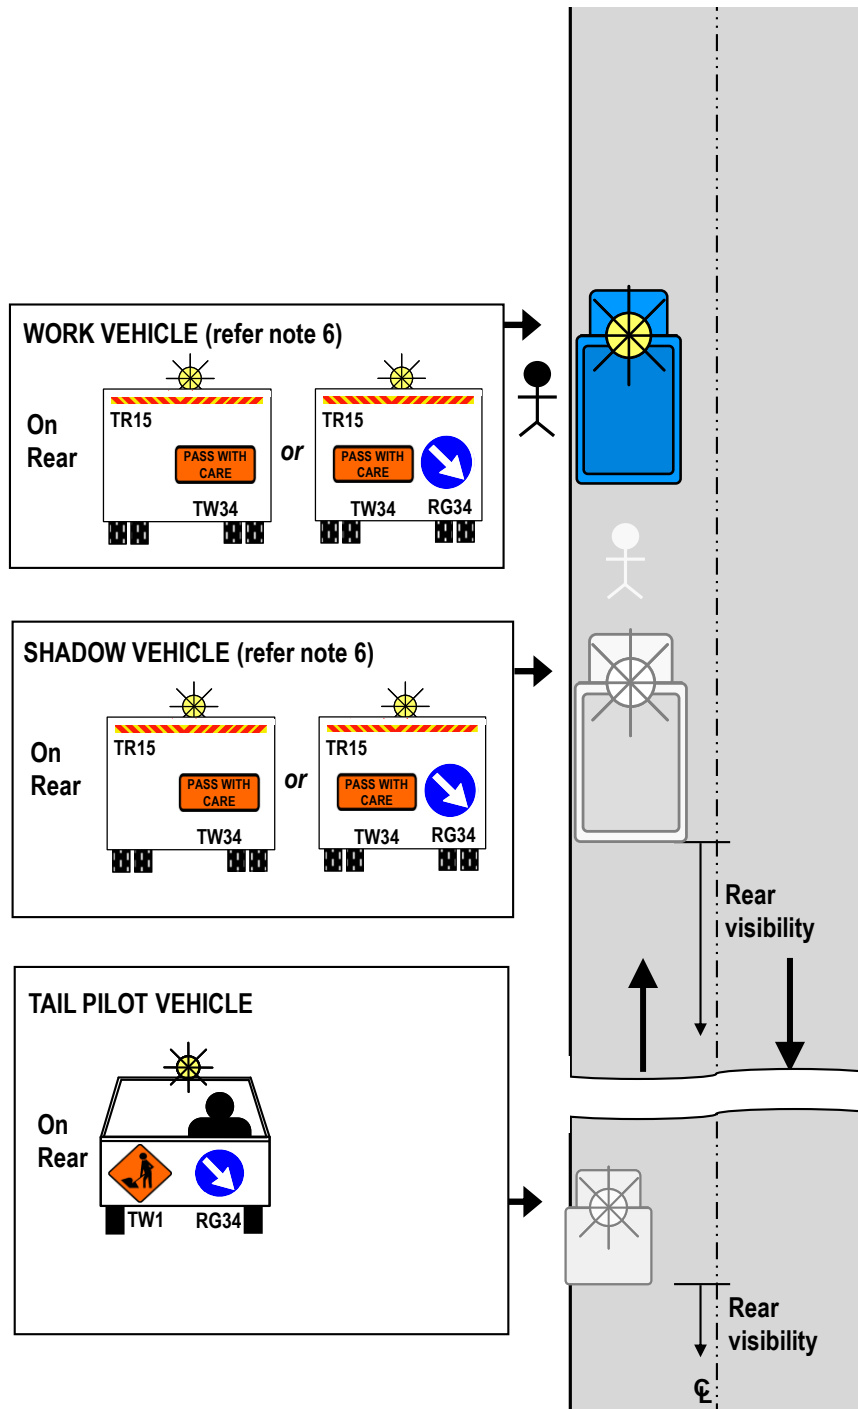 WORK VEHICLE (refer note 6)
On
Rear
TR15
PASS WITH
CARE
TW34
or
TR15
PASS WITH
CARE
TW34
RG34
SHADOW VEHICLE (refer note 6)
On
Rear
TR15
PASS WITH
CARE
TW34
or
TR15
PASS WITH
CARE
TW34
RG34
Rear
visibility
TAIL PILOT VEHICLE
On
Rear
TW1
RG34
Rear
visibility
℄